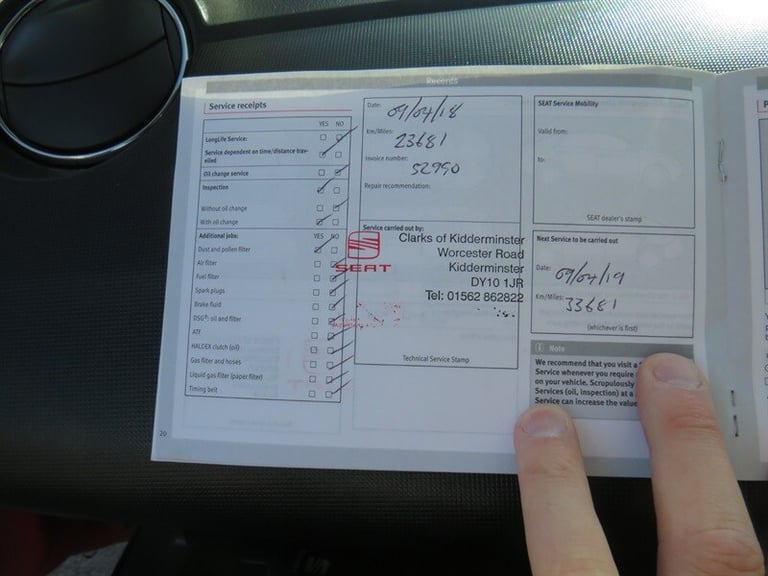 Records
Service receipts
YES NO
LongLife Service:
Service dependent on time/distance trav-
elled
Oil change service
Inspection
Without oil change
With oil change
Additional jobs: YES NO
Dust and pollen filter
Air filter
Fuel filter
Spark plugs
Brake fluid
DSG®: oil and filter
ATF
HALDEX clutch (oil)
Gas filter and hoses
Liquid gas filter (paper filter)
Timing belt
20
Date: 09/04/18
Km/Miles: 23681
Invoice number: 52990
Repair recommendation:
Service carried out by:
SEAT
Clarks of Kidderminster
Worcester Road
Kidderminster
DY10 1JR
Tel: 01562 862822
Technical Service Stamp
SEAT Service Mobility
Valid from:
to:
SEAT dealer's stamp
Next Service to be carried out
Date: 09/04/19
Km/Miles: 33681
(whichever is first)
Note
We recommend that you visit a
Service whenever you require
on your vehicle. Scrupulously
Services (oil, inspection) at a
Service can increase the value